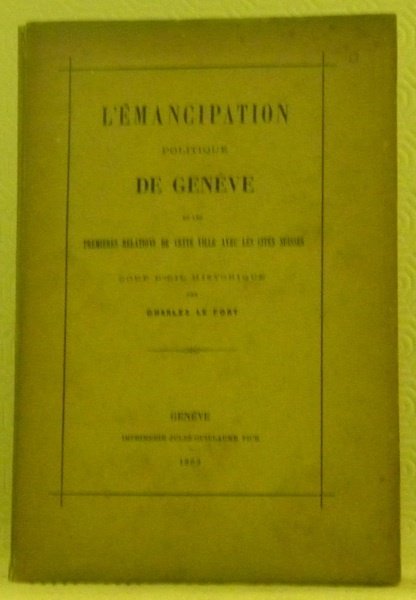 L'ÉMANCIPATION
POLITIQUE
DE GENÈVE
ET LES
PREMIÈRES RELATIONS DE CETTE VILLE AVEC LES CITÉS SUISSES
COUP D'ŒIL HISTORIQUE
PAR
CHARLES LE FORT
GENÈVE
IMPRIMERIE JULES-GUILLAUME FICK